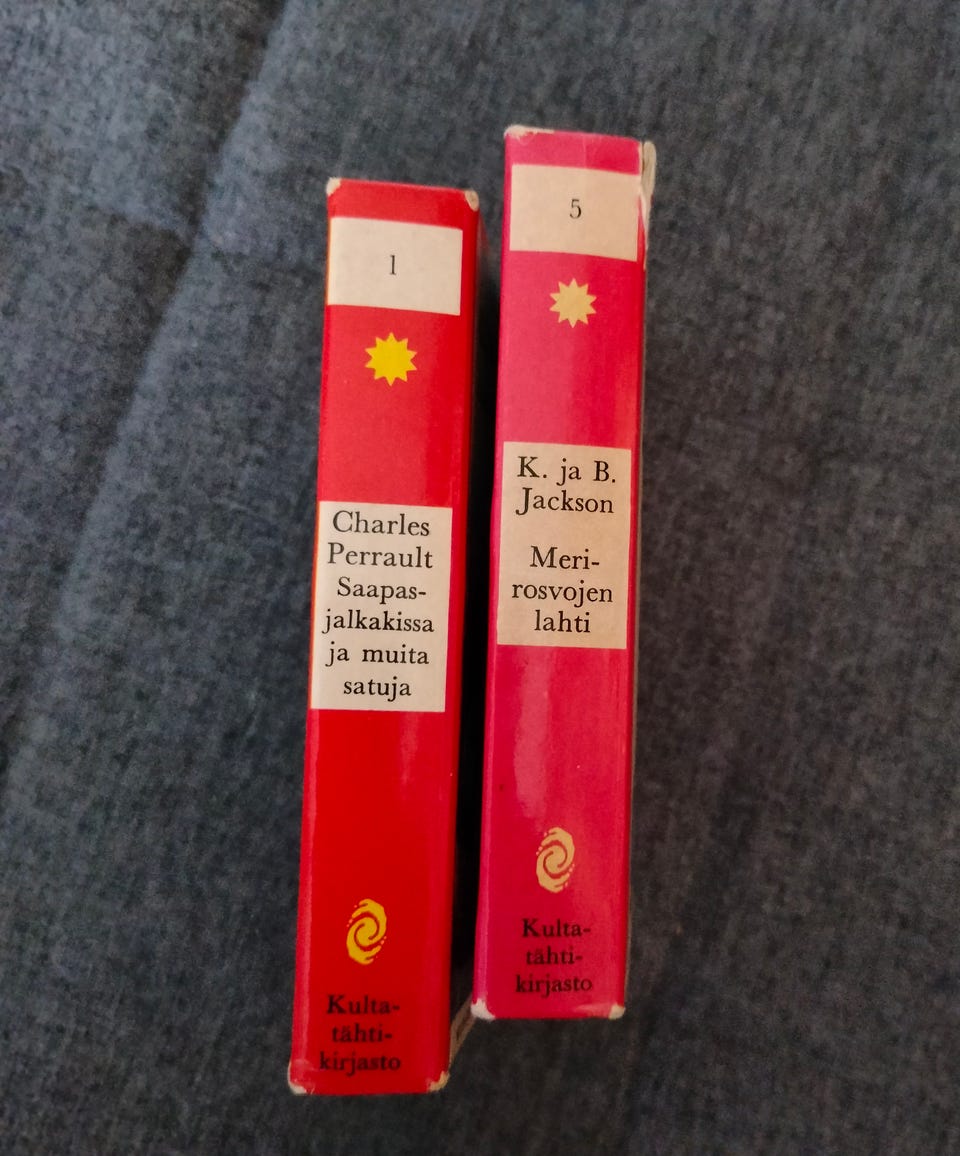 1
Charles
Perrault
Saapas-
jalkakissa
ja muita
satuja
Kulta-
tähti-
kirjasto
5
K. ja B.
Jackson
Meri-
rosvojen
lahti
Kulta-
tähti-
kirjasto